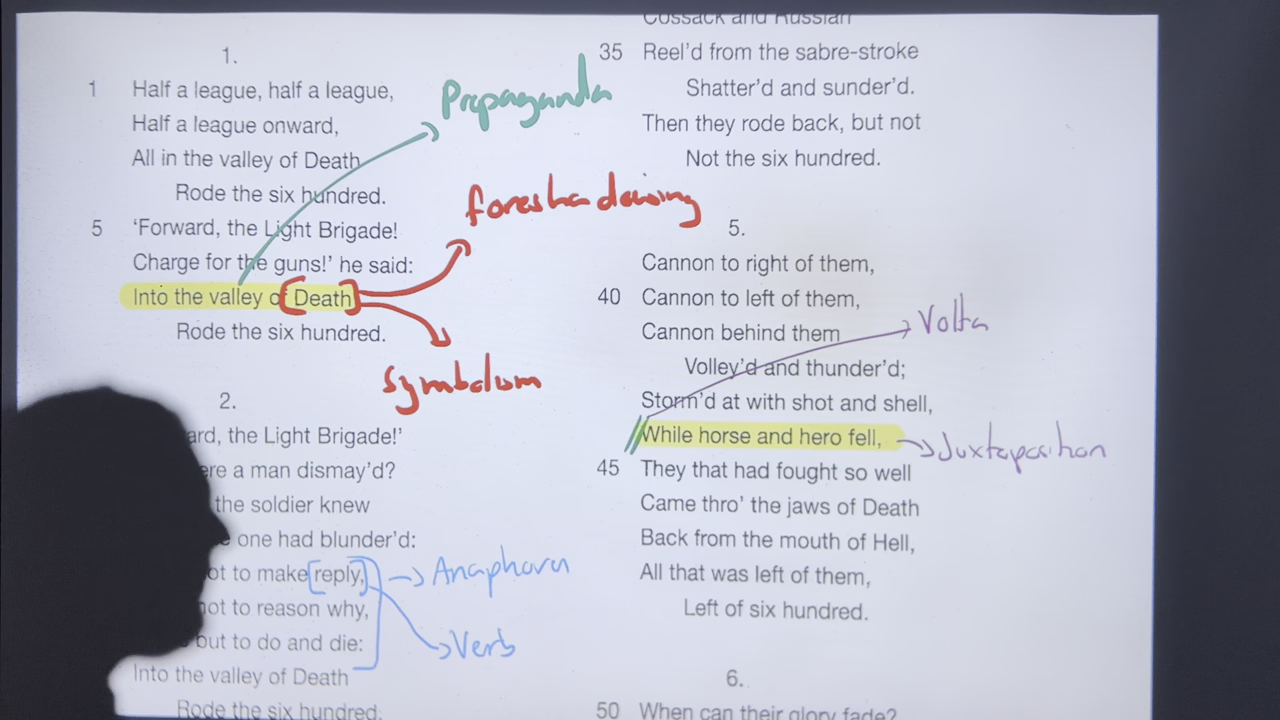 1.
1 Half a league, half a league,
Half a league onward,
All in the valley of Death
Rode the six hundred.
5 ‘Forward, the Light Brigade!
Charge for the guns!’ he said:
Into the valley of Death
Rode the six hundred.
Propaganda
foreshadowing
symbolism
2.
ard, the Light Brigade!’
ere a man dismay’d?
the soldier knew
one had blunder’d:
ot to make reply,
not to reason why,
but to do and die:
Into the valley of Death
Rode the six hundred.
Anaphora
Verb
Cossack and Russian
35 Reel’d from the sabre-stroke
Shatter’d and sunder’d.
Then they rode back, but not
Not the six hundred.
5.
Cannon to right of them,
40 Cannon to left of them,
Cannon behind them
Volley’d and thunder’d;
Storm’d at with shot and shell,
While horse and hero fell,
45 They that had fought so well
Came thro’ the jaws of Death
Back from the mouth of Hell,
All that was left of them,
Left of six hundred.
Volta
Juxtaposition
6.
50 When can their glory fade?